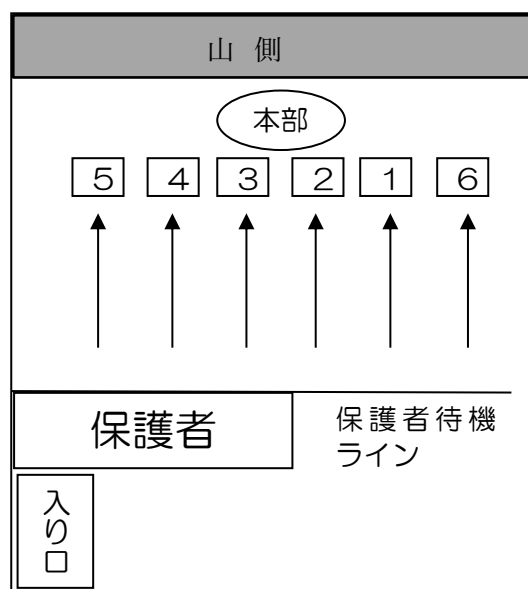 山側
本部
５ ４ ３ ２ １ ６
保護者
保護者待機
ライン
入り口